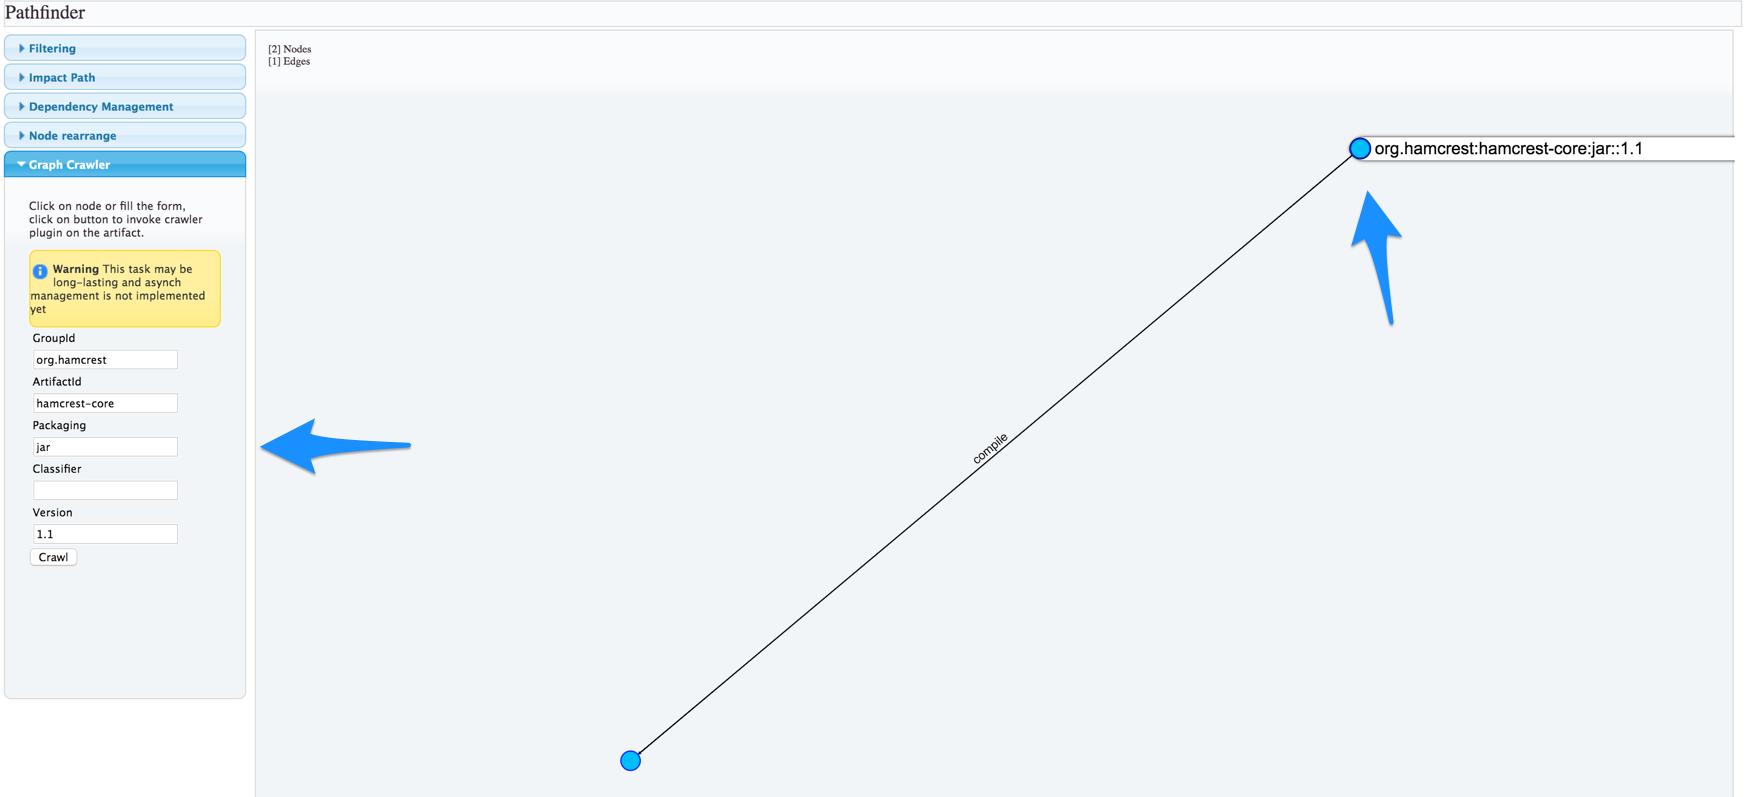 Pathfinder
Filtering
Impact Path
Dependency Management
Node rearrange
Graph Crawler
Click on node or fill the form,
click on button to invoke crawler
plugin on the artifact.
Warning This task may be
long-lasting and asynch
management is not implemented
yet
GroupId
org.hamcrest
ArtifactId
hamcrest-core
Packaging
jar
Classifier
Version
1.1
Crawl
[2] Nodes
[1] Edges
org.hamcrest:hamcrest-core:jar::1.1
compile